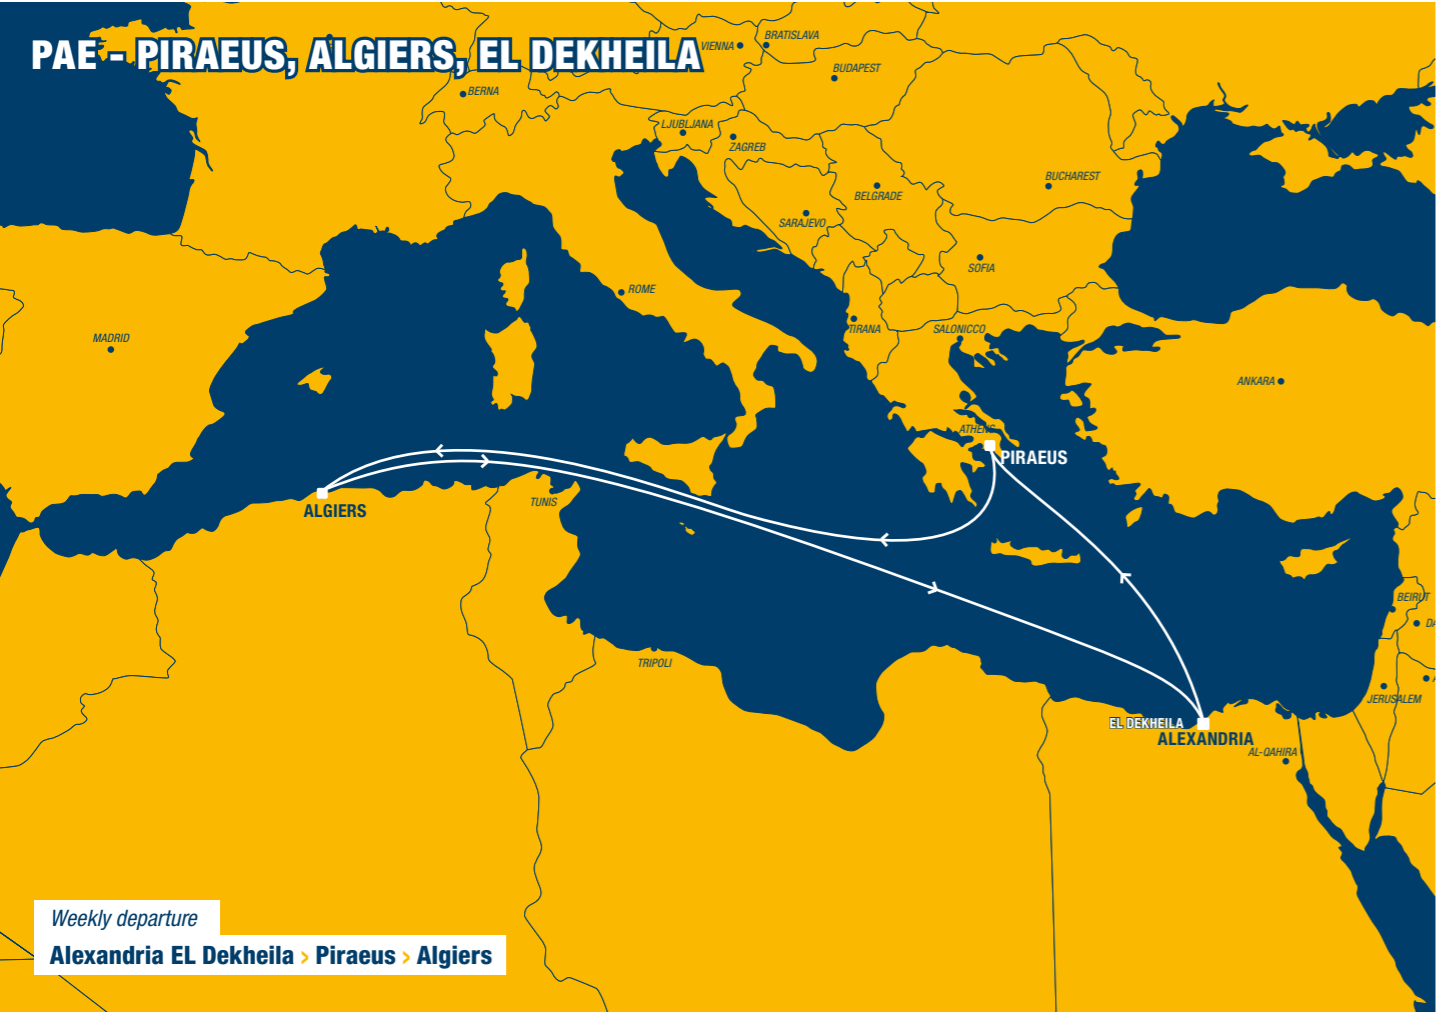 PAE - PIRAEUS, ALGIERS, EL DEKHEILA
VIENNA
BRATISLAVA
BUDAPEST
BERNA
LJUBLJANA
ZAGREB
BELGRADE
BUCHAREST
SARAJEVO
SOFIA
ROME
TIRANA
SALONICCO
MADRID
ANKARA
ATHENS
PIRAEUS
ALGIERS
TUNIS
BEIRUT
DA
TRIPOLI
A
JERUSALEM
EL DEKHEILA
ALEXANDRIA
AL-QAHIRA
Weekly departure
Alexandria EL Dekheila › Piraeus › Algiers